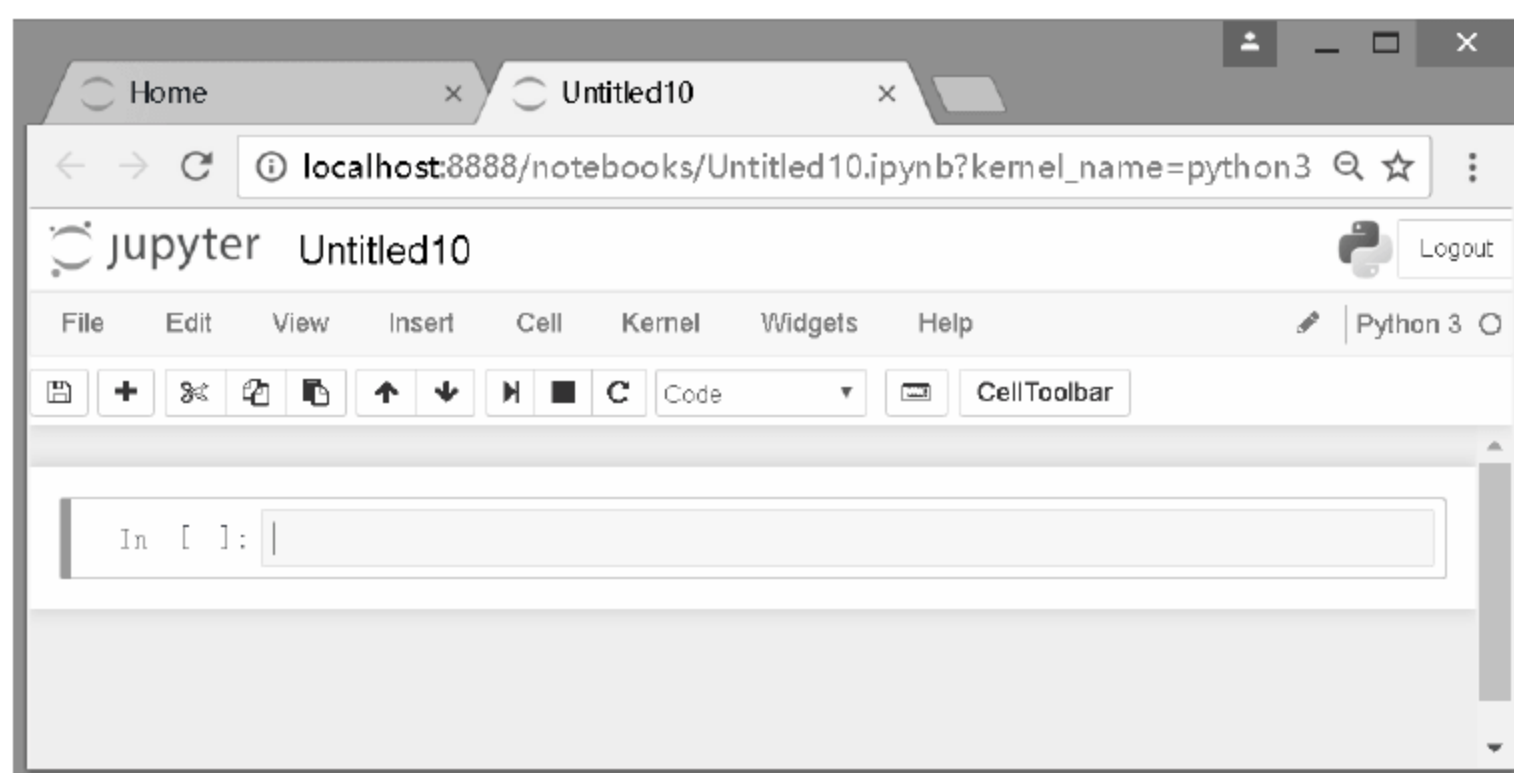 Home × Untitled10 ×
localhost:8888/notebooks/Untitled10.ipynb?kernel_name=python3
jupyter Untitled10 Logout
File Edit View Insert Cell Kernel Widgets Help Python 3
Code CellToolbar
In [ ]: